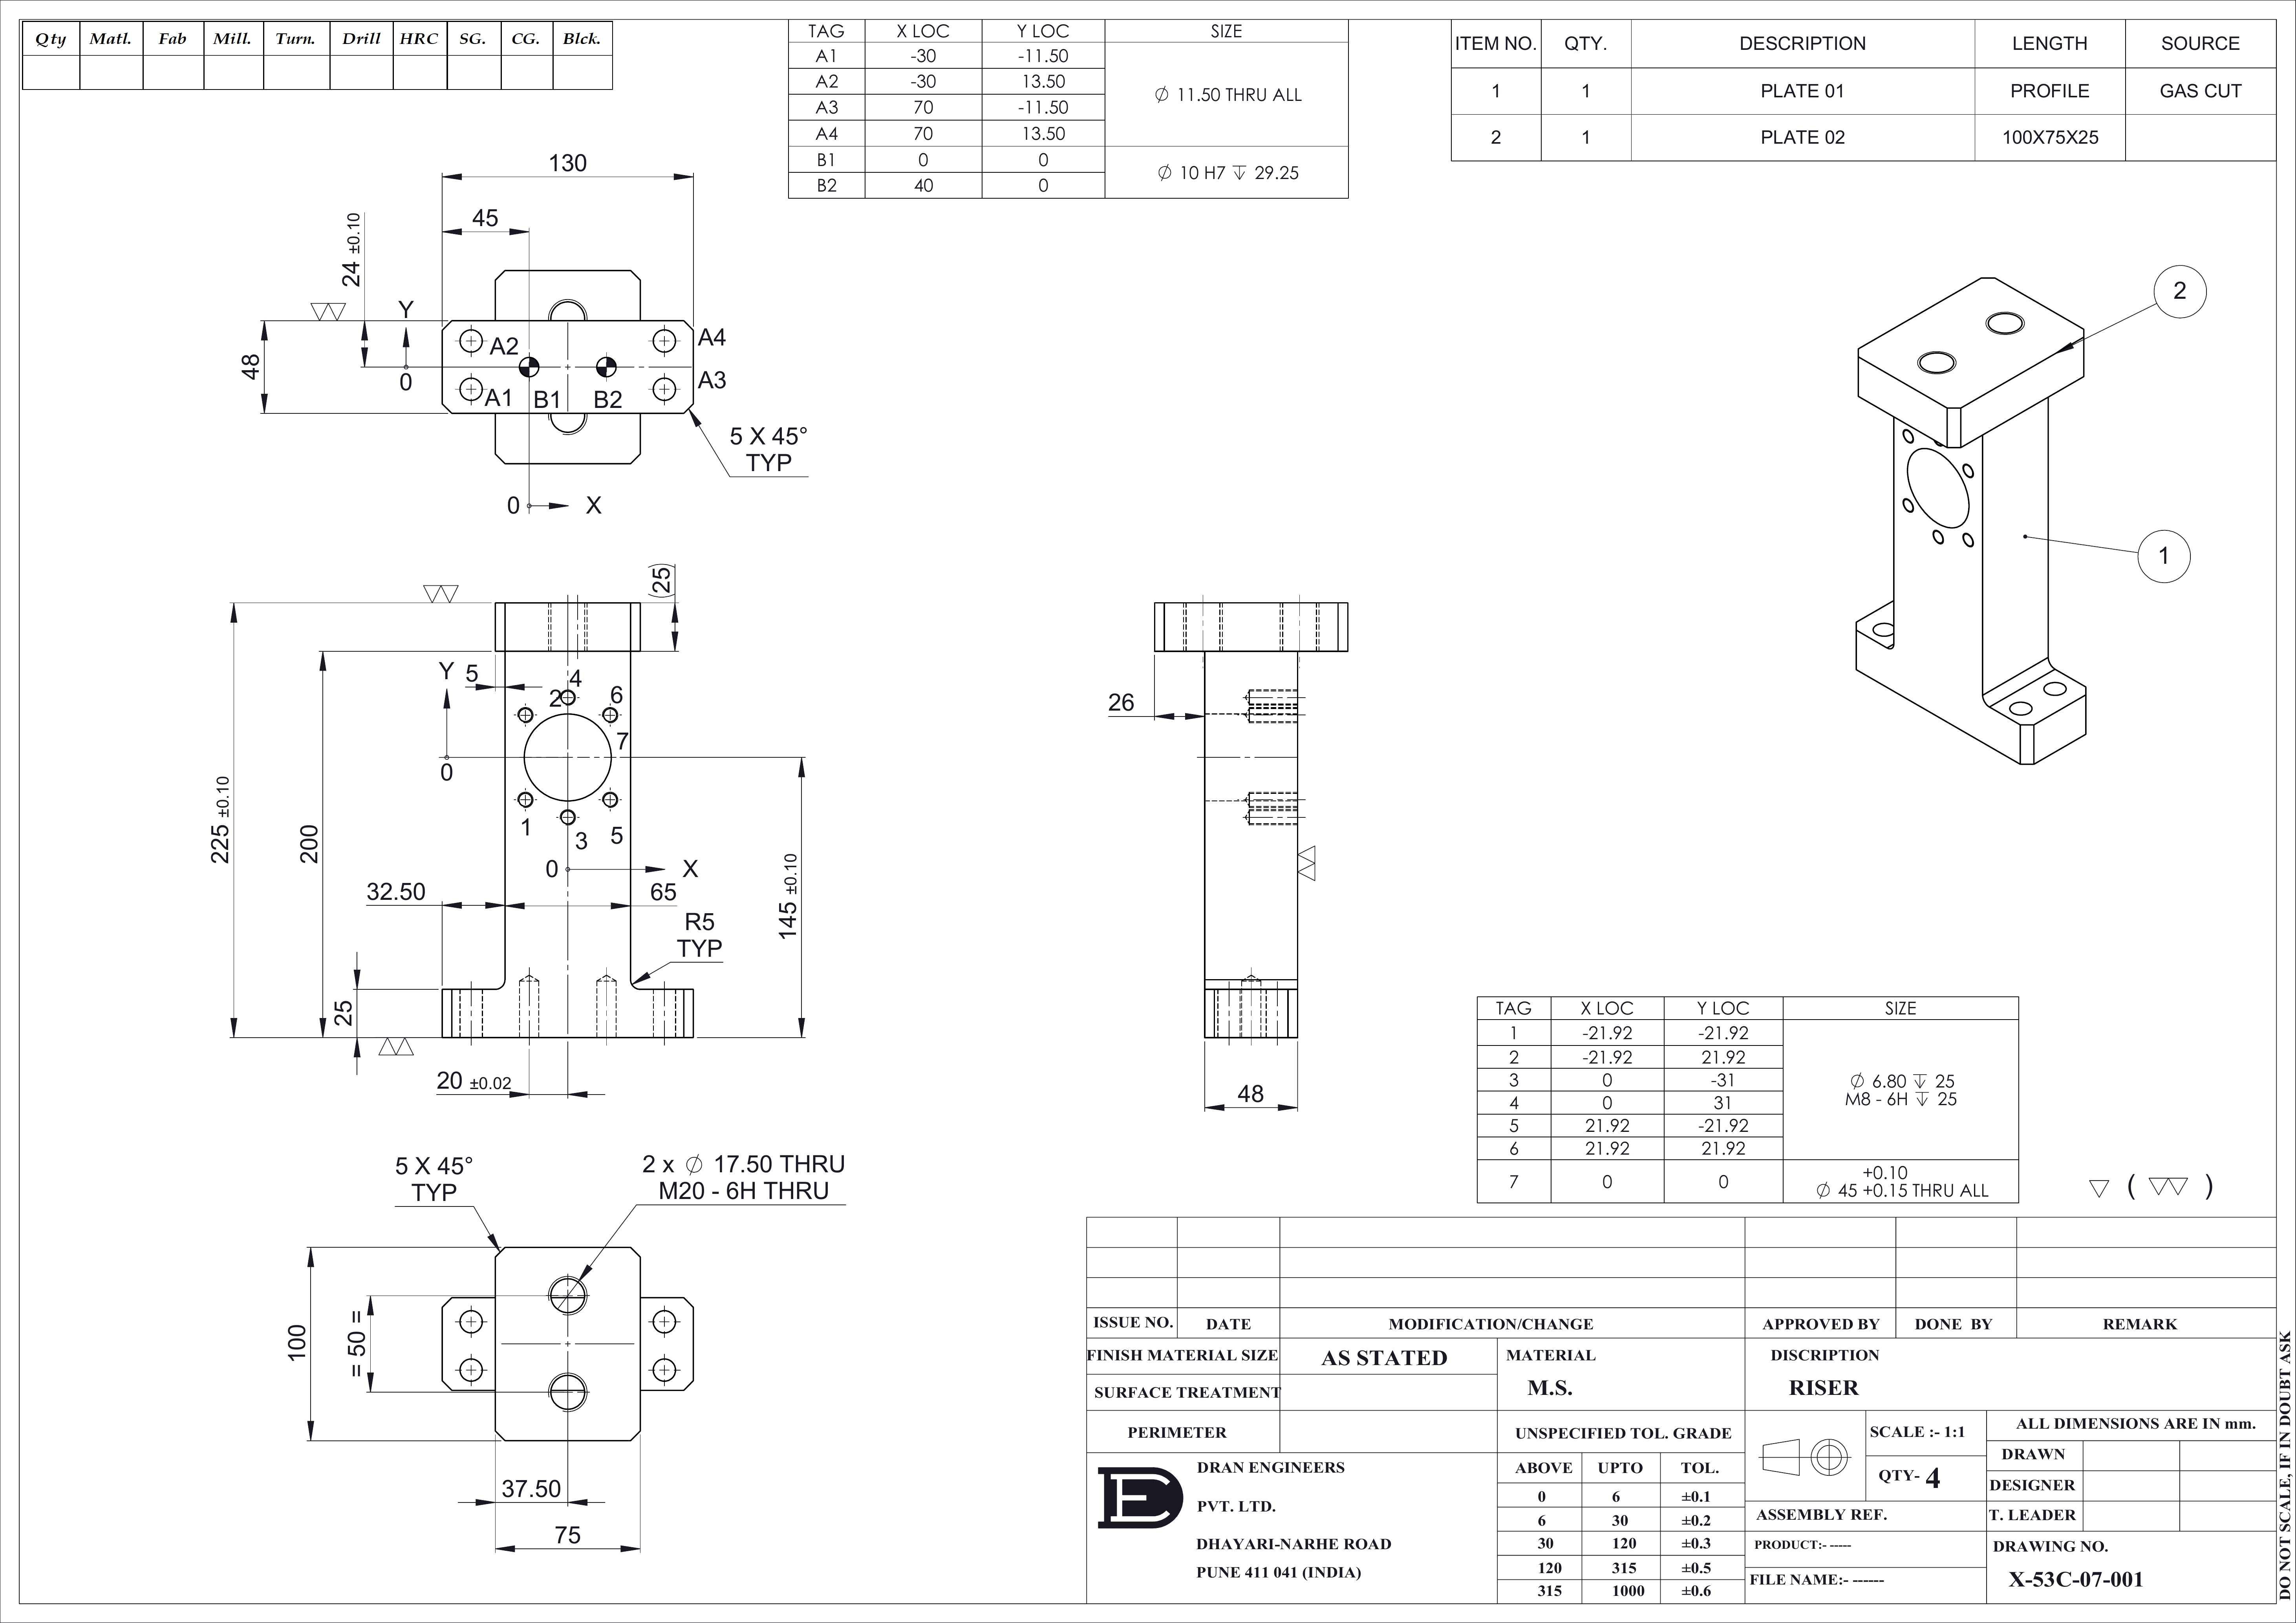 Qty Matl. Fab Mill. Turn. Drill HRC SG. CG. Blck.
TAG X LOC Y LOC SIZE
A1 -30 -11.50
A2 -30 13.50
A3 70 -11.50
A4 70 13.50
∅ 11.50 THRU ALL
B1 0 0
B2 40 0
∅ 10 H7 ↧ 29.25
ITEM NO. QTY. DESCRIPTION LENGTH SOURCE
1 1 PLATE 01 PROFILE GAS CUT
2 1 PLATE 02 100X75X25
130
45
24 ±0.10
48
Y
0
A2
A4
A1
B1
B2
A3
5 X 45°
TYP
0 X
2
1
(25)
225 ±0.10
200
Y
5
4
2
6
7
0
1
3
5
0 X
32.50
65
R5
TYP
145 ±0.10
25
20 ±0.02
26
48
5 X 45°
TYP
2 x ∅ 17.50 THRU
M20 - 6H THRU
100
= 50 =
37.50
75
TAG X LOC Y LOC SIZE
1 -21.92 -21.92
2 -21.92 21.92
3 0 -31
4 0 31
5 21.92 -21.92
6 21.92 21.92
∅ 6.80 ↧ 25
M8 - 6H ↧ 25
7 0 0
+0.10
∅ 45 +0.15 THRU ALL
( )
ISSUE NO. DATE MODIFICATION/CHANGE APPROVED BY DONE BY REMARK
FINISH MATERIAL SIZE AS STATED
SURFACE TREATMENT
PERIMETER
MATERIAL
M.S.
DISCRIPTION
RISER
UNSPECIFIED TOL. GRADE
ABOVE UPTO TOL.
0 6 ±0.1
6 30 ±0.2
30 120 ±0.3
120 315 ±0.5
315 1000 ±0.6
DRAN ENGINEERS
PVT. LTD.
DHAYARI-NARHE ROAD
PUNE 411 041 (INDIA)
SCALE :- 1:1
QTY- 4
ALL DIMENSIONS ARE IN mm.
DRAWN
DESIGNER
T. LEADER
ASSEMBLY REF.
PRODUCT:- -----
FILE NAME:- ------
DRAWING NO.
X-53C-07-001
DO NOT SCALE, IF IN DOUBT ASK